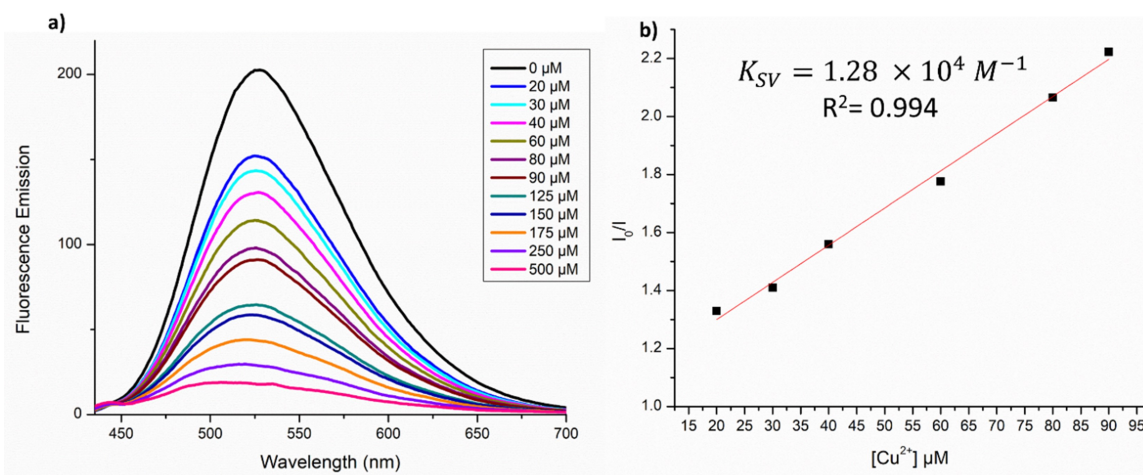 a)
200
100
0
450
500
550
600
650
700
Fluorescence Emission
Wavelength (nm)
0 μM
20 μM
30 μM
40 μM
60 μM
80 μM
90 μM
125 μM
150 μM
175 μM
250 μM
500 μM
b)
K_SV = 1.28 × 10⁴ M⁻¹
R²= 0.994
2.2
2.0
1.8
1.6
1.4
1.2
1.0
I₀/I
15 20 25 30 35 40 45 50 55 60 65 70 75 80 85 90 95
[Cu²⁺] μM